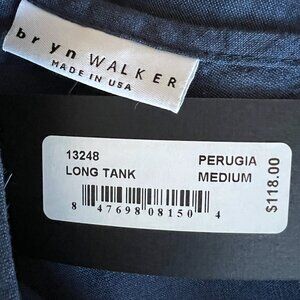 bryn WALKER
MADE IN USA
13248 PERUGIA
LONG TANK MEDIUM
$118.00
8 47698 08150 4